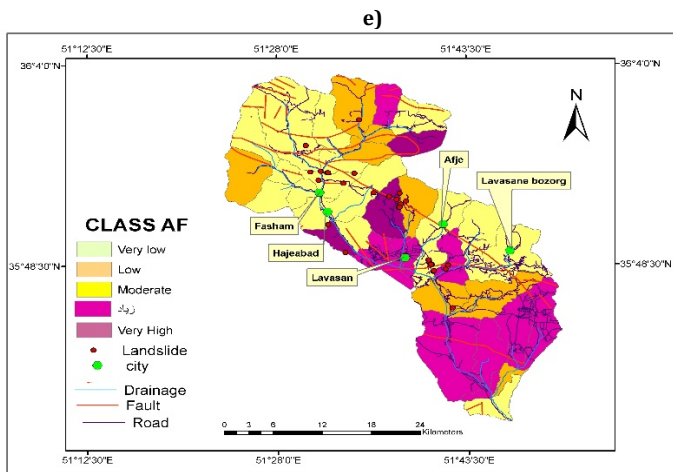 e)
51°12'30"E 51°28'0"E 51°43'30"E
36°4'0"N 36°4'0"N
N
Afje
Lavasane bozorg
CLASS AF
Fasham
Very low
Hajeabad
Low
35°48'30"N 35°48'30"N
Lavasan
Moderate
زیاد
Very High
Landslide
city
Drainage
Fault
Road
0 3 6 12 18 24
Kilomotors
51°12'30"E 51°28'0"E 51°43'30"E